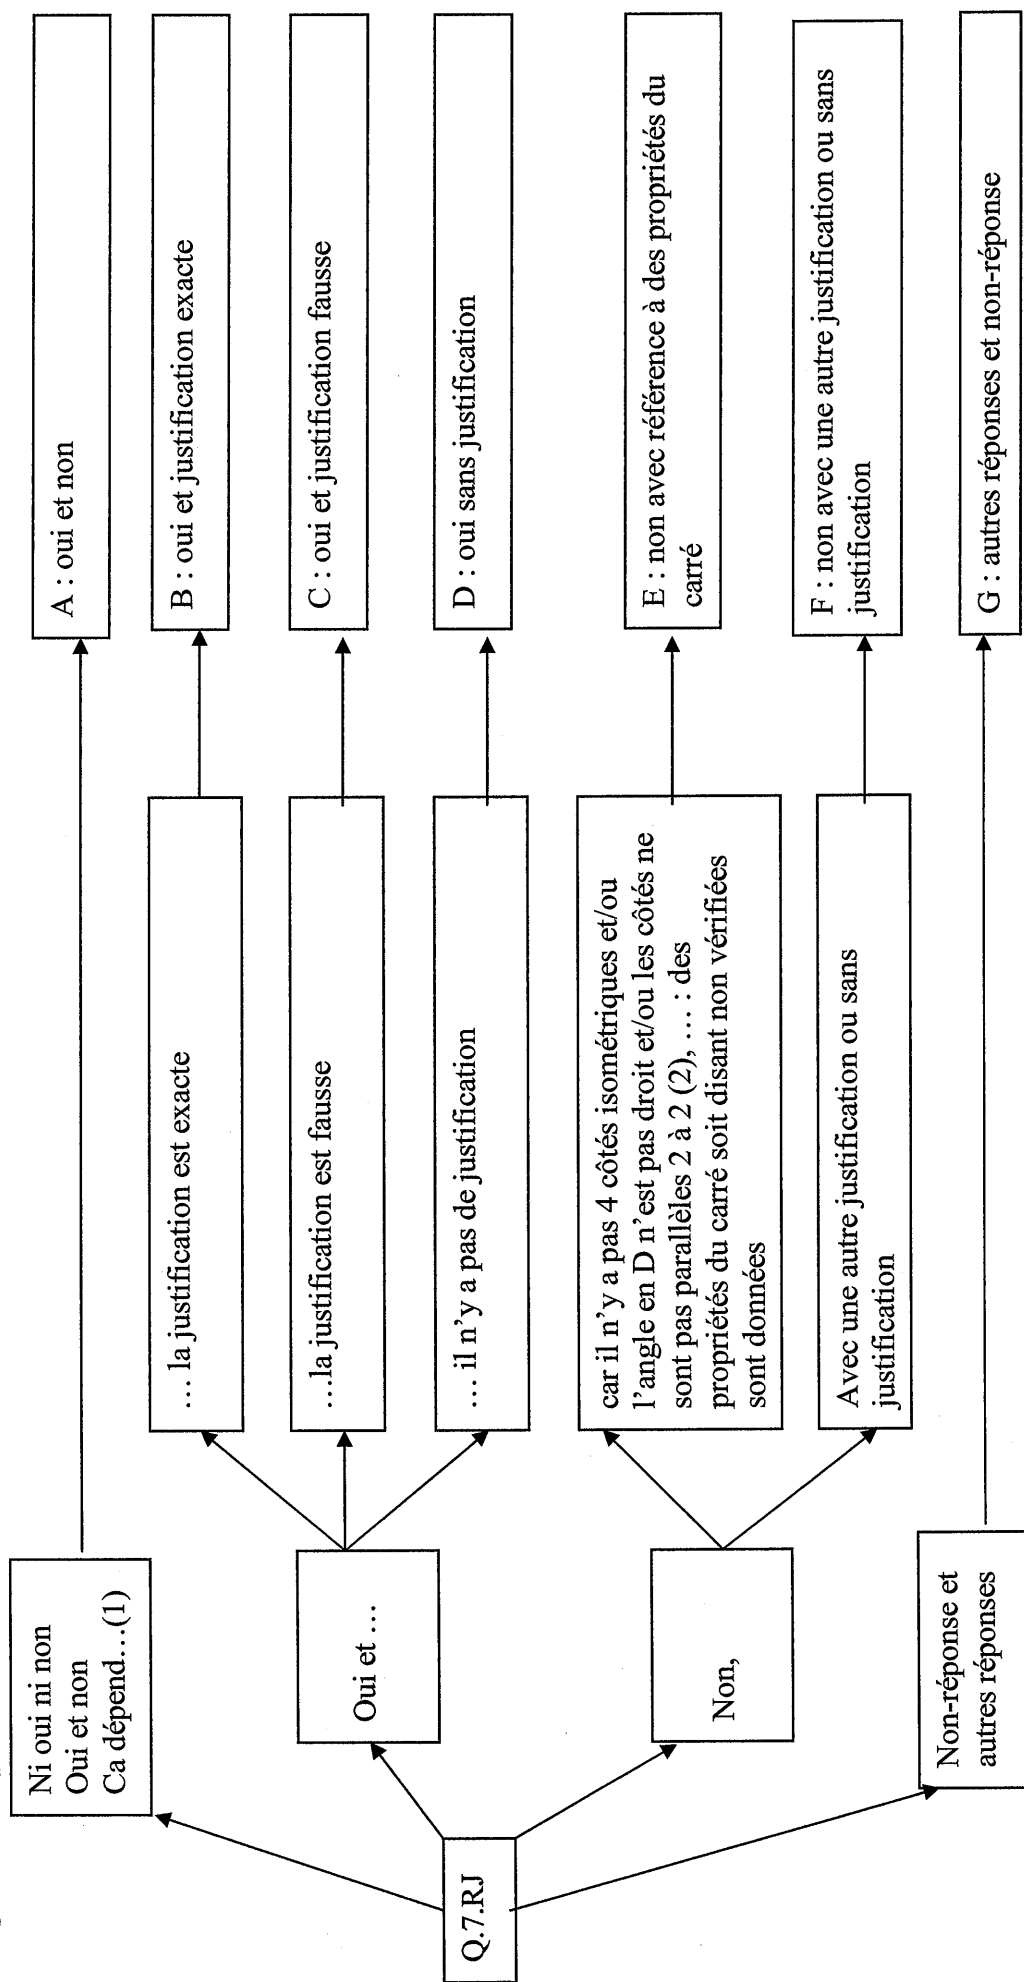 Q.7.RJ
Ni oui ni non
Oui et non
Ca dépend…(1)
Oui et …
Non,
Non-réponse et
autres réponses
… la justification est exacte
…la justification est fausse
… il n’y a pas de justification
car il n’y a pas 4 côtés isométriques et/ou
l’angle en D n’est pas droit et/ou les côtés ne
sont pas parallèles 2 à 2 (2), … : des
propriétés du carré soit disant non vérifiées
sont données
Avec une autre justification ou sans
justification
A : oui et non
B : oui et justification exacte
C : oui et justification fausse
D : oui sans justification
E : non avec référence à des propriétés du
carré
F : non avec une autre justification ou sans
justification
G : autres réponses et non-réponse